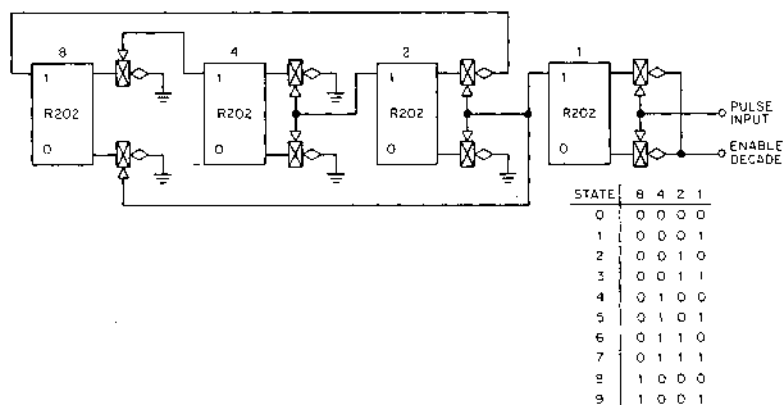 8 4 2 1
1 1 1 1
R202 R202 R202 R202
0 0 0 0
PULSE
INPUT
ENABLE
DECADE
STATE 8 4 2 1
0 0 0 0 0
1 0 0 0 1
2 0 0 1 0
3 0 0 1 1
4 0 1 0 0
5 0 1 0 1
6 0 1 1 0
7 0 1 1 1
8 1 0 0 0
9 1 0 0 1